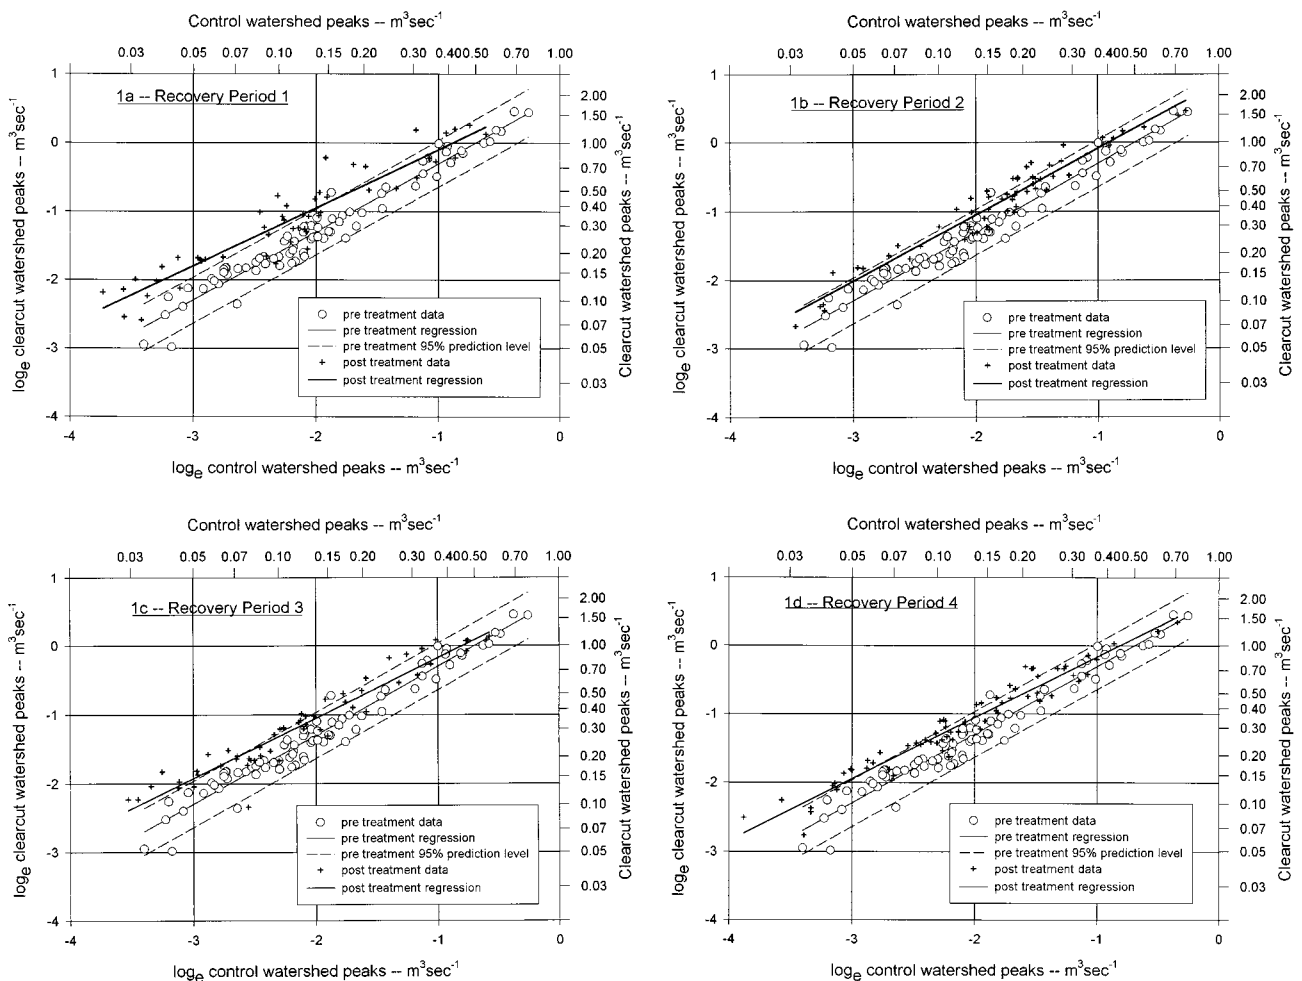 Control watershed peaks -- m³sec⁻¹
0.03 0.05 0.07 0.10 0.15 0.20 0.30 0.40 0.50 0.70 1.00
1a -- Recovery Period 1
logₑ clearcut watershed peaks -- m³sec⁻¹
1
0
-1
-2
-3
-4
2.00
1.50
1.00
0.70
0.50
0.40
0.30
0.20
0.15
0.10
0.07
0.05
0.03
Clearcut watershed peaks -- m³sec⁻¹
pre treatment data
pre treatment regression
pre treatment 95% prediction level
post treatment data
post treatment regression
-4 -3 -2 -1 0
logₑ control watershed peaks -- m³sec⁻¹
Control watershed peaks -- m³sec⁻¹
0.03 0.05 0.07 0.10 0.15 0.20 0.30 0.40 0.50 0.70 1.00
1b -- Recovery Period 2
logₑ clearcut watershed peaks -- m³sec⁻¹
1
0
-1
-2
-3
-4
2.00
1.50
1.00
0.70
0.50
0.40
0.30
0.20
0.15
0.10
0.07
0.05
0.03
Clearcut watershed peaks -- m³sec⁻¹
pre treatment data
pre treatment regression
pre treatment 95% prediction level
post treatment data
post treatment regression
-4 -3 -2 -1 0
logₑ control watershed peaks -- m³sec⁻¹
Control watershed peaks -- m³sec⁻¹
0.03 0.05 0.07 0.10 0.15 0.20 0.30 0.40 0.50 0.70 1.00
1c -- Recovery Period 3
logₑ clearcut watershed peaks -- m³sec⁻¹
1
0
-1
-2
-3
-4
2.00
1.50
1.00
0.70
0.50
0.40
0.30
0.20
0.15
0.10
0.07
0.05
0.03
Clearcut watershed peaks -- m³sec⁻¹
pre treatment data
pre treatment regression
pre treatment 95% prediction level
post treatment data
post treatment regression
-4 -3 -2 -1 0
logₑ control watershed peaks -- m³sec⁻¹
Control watershed peaks -- m³sec⁻¹
0.03 0.05 0.07 0.10 0.15 0.20 0.30 0.40 0.50 0.70 1.00
1d -- Recovery Period 4
logₑ clearcut watershed peaks -- m³sec⁻¹
1
0
-1
-2
-3
-4
2.00
1.50
1.00
0.70
0.50
0.40
0.30
0.20
0.15
0.10
0.07
0.05
0.03
Clearcut watershed peaks -- m³sec⁻¹
pre treatment data
pre treatment regression
pre treatment 95% prediction level
post treatment data
post treatment regression
-4 -3 -2 -1 0
logₑ control watershed peaks -- m³sec⁻¹